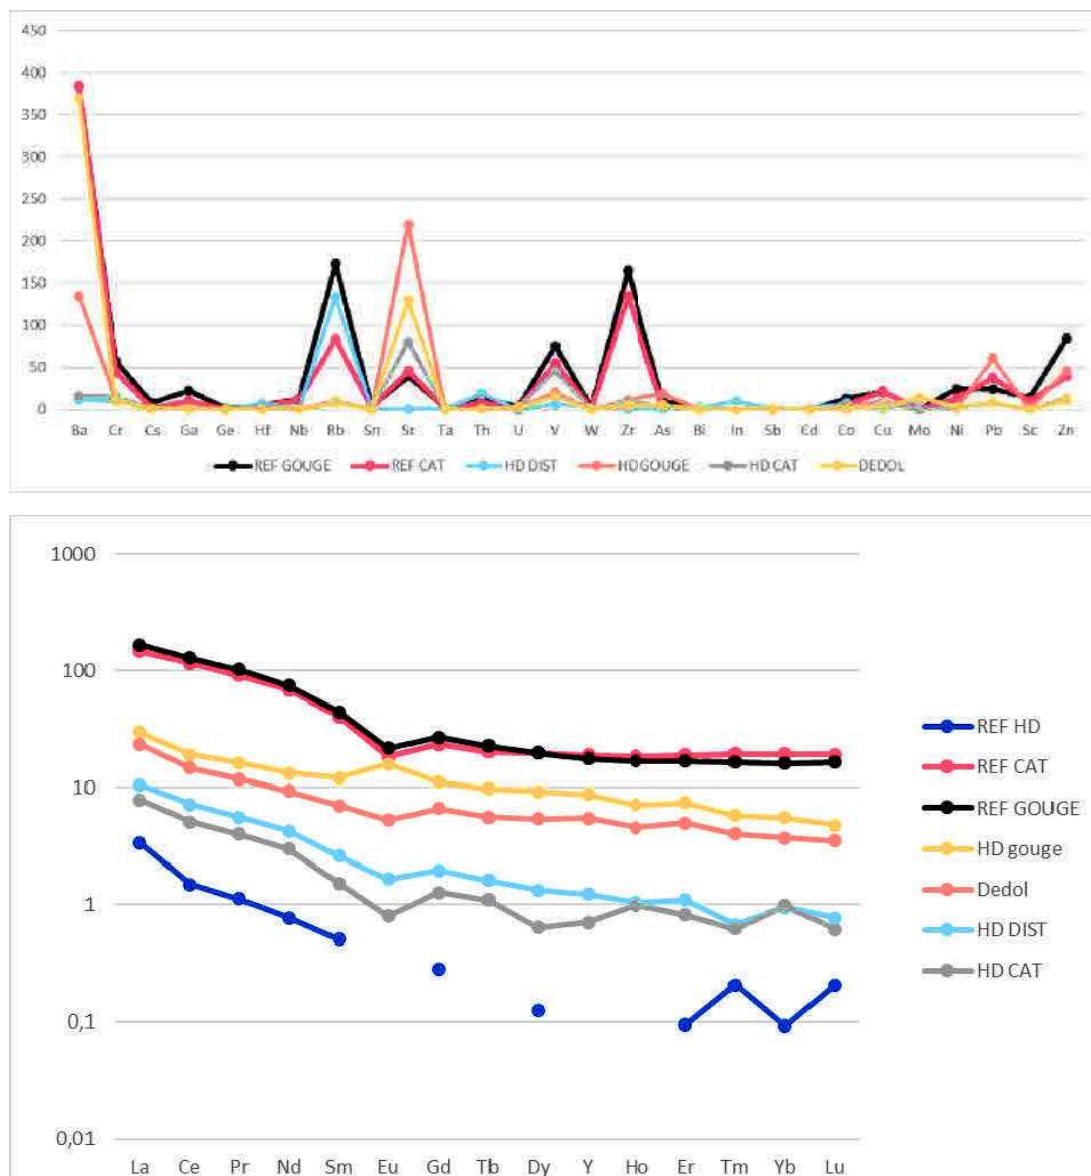 450
400
350
300
250
200
150
100
50
0
Ba Cr Cs Ga Ge Hf Nb Rb Sn Sr Ta Th U V W Zr As Bi In Sb Cd Co Cu Mo Ni Pb Sc Zn
REF GOUGE REF CAT HD DIST HDGOUGE HD CAT DEDOL
1000
100
10
1
0,1
0,01
La Ce Pr Nd Sm Eu Gd Tb Dy Y Ho Er Tm Yb Lu
REF HD
REF CAT
REF GOUGE
HD gouge
Dedol
HD DIST
HD CAT